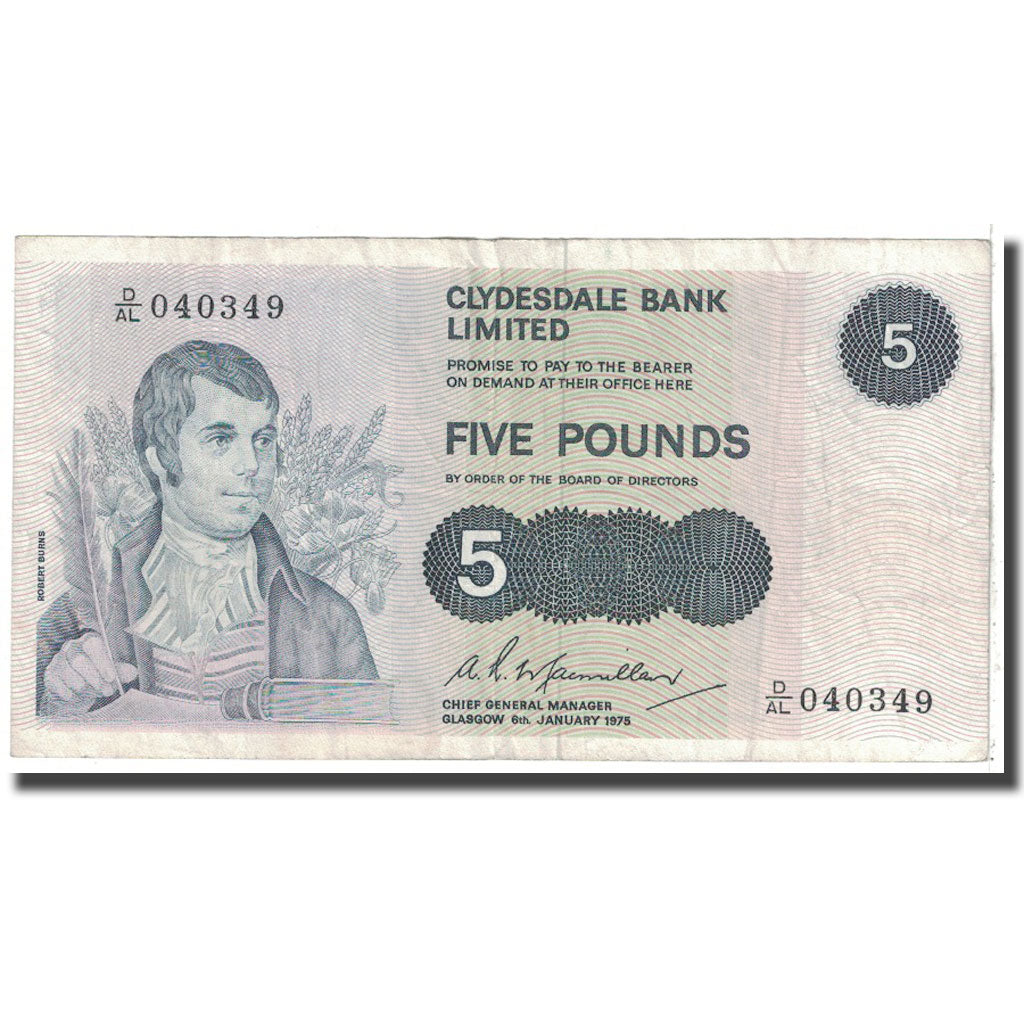 D/AL 040349
CLYDESDALE BANK
LIMITED
PROMISE TO PAY TO THE BEARER
ON DEMAND AT THEIR OFFICE HERE
5
FIVE POUNDS
BY ORDER OF THE BOARD OF DIRECTORS
ROBERT BURNS
5
A. R. Macmillan
CHIEF GENERAL MANAGER
GLASGOW 6th. JANUARY 1975
D/AL 040349